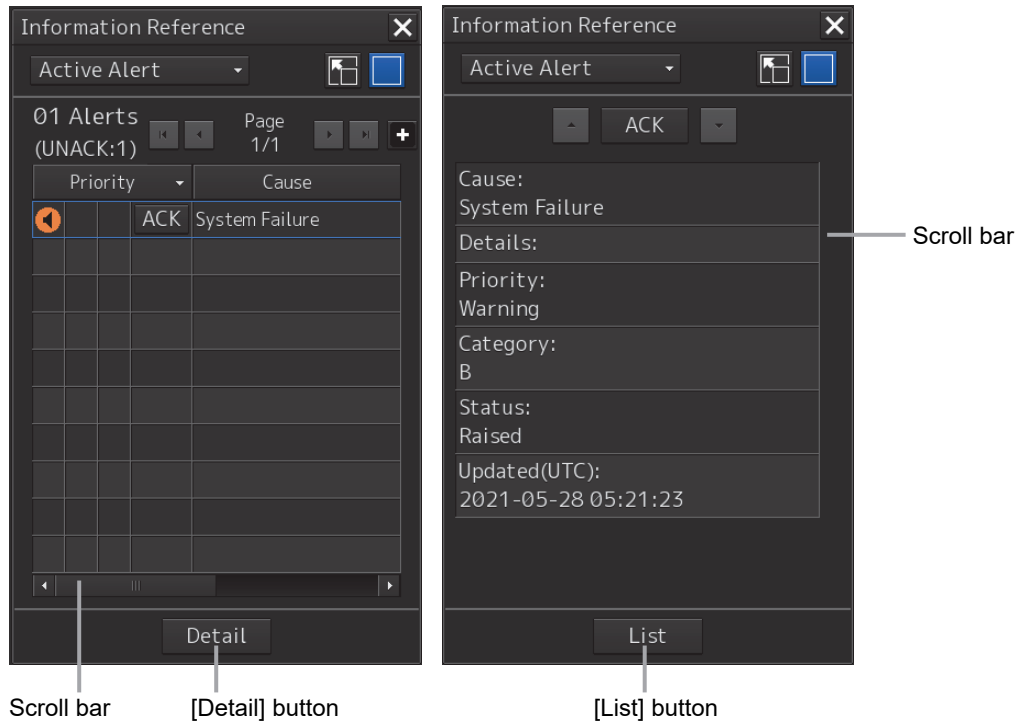 Information Reference
Active Alert
01 Alerts
(UNACK:1)
Page
1/1
Priority
Cause
ACK
System Failure
Detail
Scroll bar
[Detail] button
Information Reference
Active Alert
ACK
Cause:
System Failure
Details:
Priority:
Warning
Category:
B
Status:
Raised
Updated(UTC):
2021-05-28 05:21:23
List
Scroll bar
[List] button